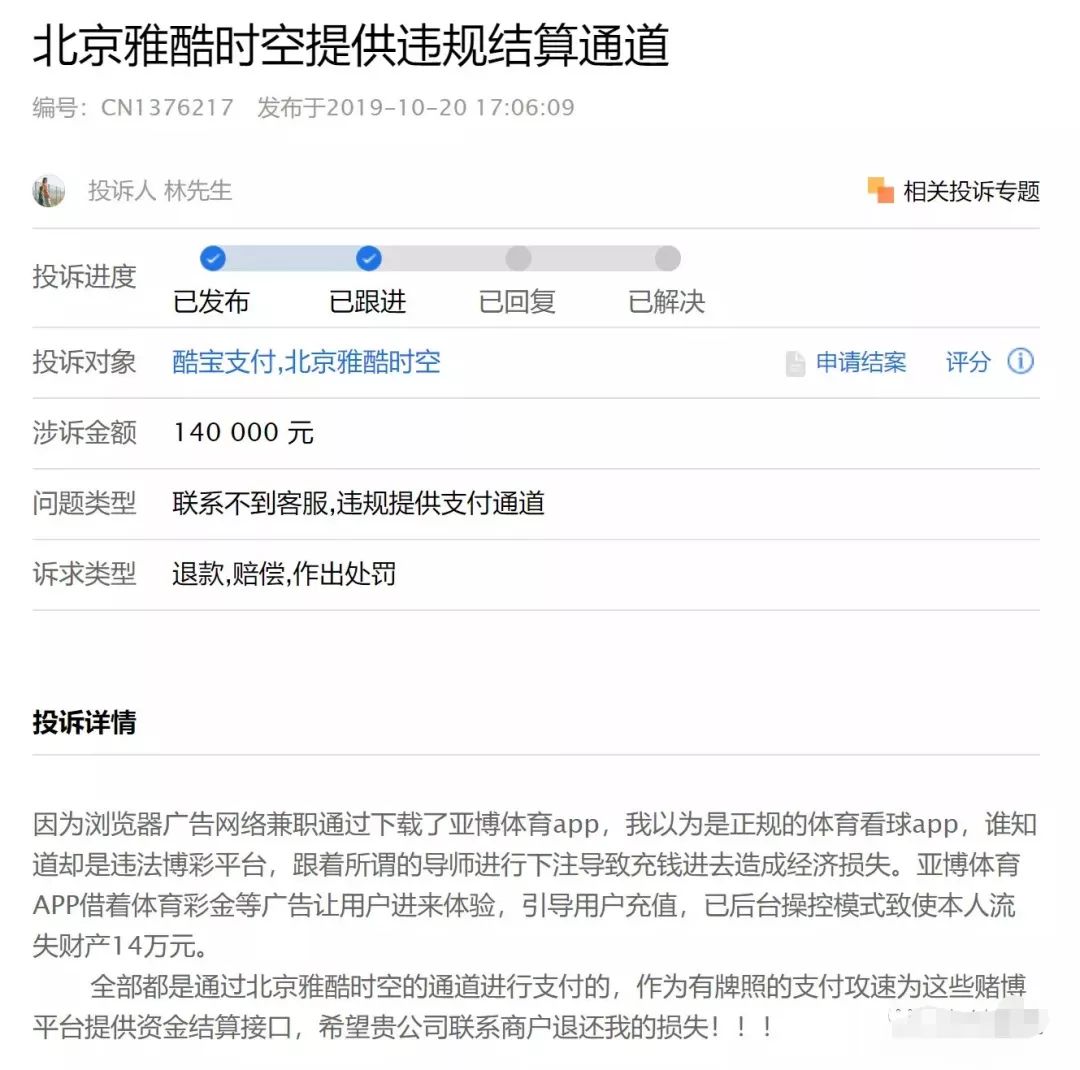 北京雅酷时空提供违规结算通道
编号：CN1376217 发布于2019-10-20 17:06:09
投诉人 林先生 相关投诉专题
投诉进度 已发布 已跟进 已回复 已解决
投诉对象 酷宝支付,北京雅酷时空 申请结案 评分
涉诉金额 140 000 元
问题类型 联系不到客服,违规提供支付通道
诉求类型 退款,赔偿,作出处罚
投诉详情
因为浏览器广告网络兼职通过下载了亚博体育app，我以为是正规的体育看球app，谁知
道却是违法博彩平台，跟着所谓的导师进行下注导致充钱进去造成经济损失。亚博体育
APP借着体育彩金等广告让用户进来体验，引导用户充值，已后台操控模式致使本人流
失财产14万元。
全部都是通过北京雅酷时空的通道进行支付的，作为有牌照的支付攻速为这些赌博
平台提供资金结算接口，希望贵公司联系商户退还我的损失！！！